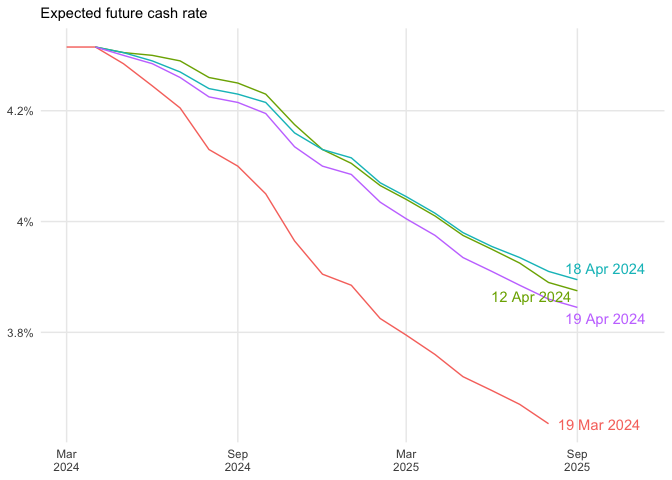 Expected future cash rate
4.2%
4%
3.8%
18 Apr 2024
12 Apr 2024
19 Apr 2024
19 Mar 2024
Mar
2024
Sep
2024
Mar
2025
Sep
2025